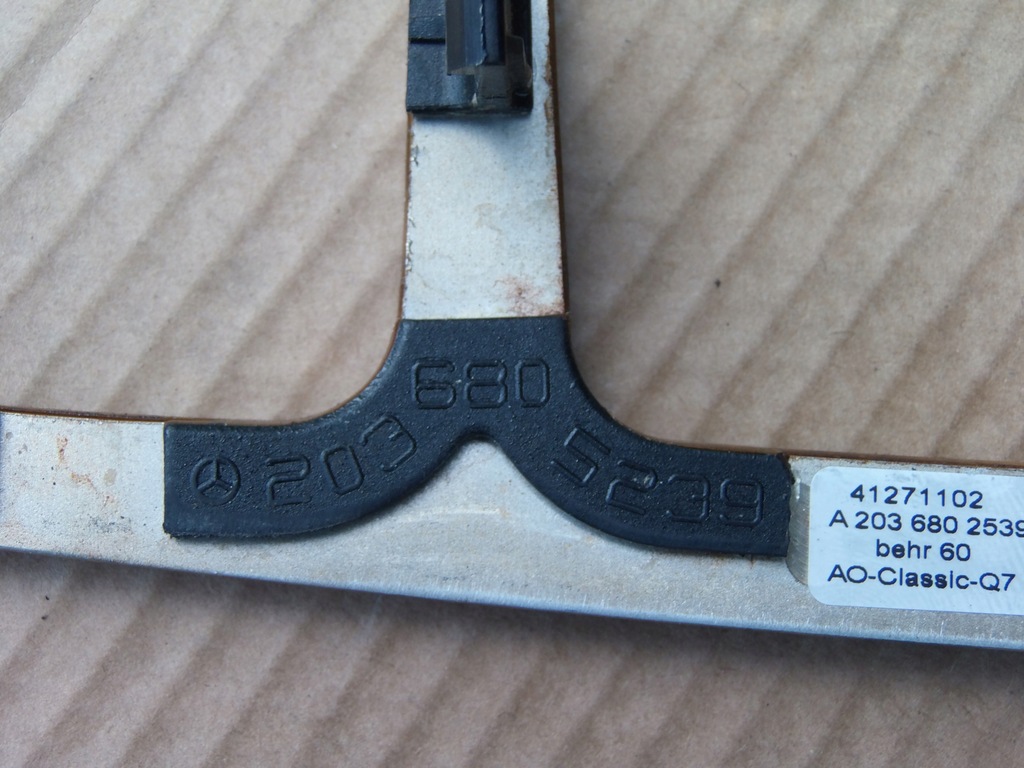 203 680 5239
41271102
A 203 680 2539
behr 60
AO-Classic-Q7